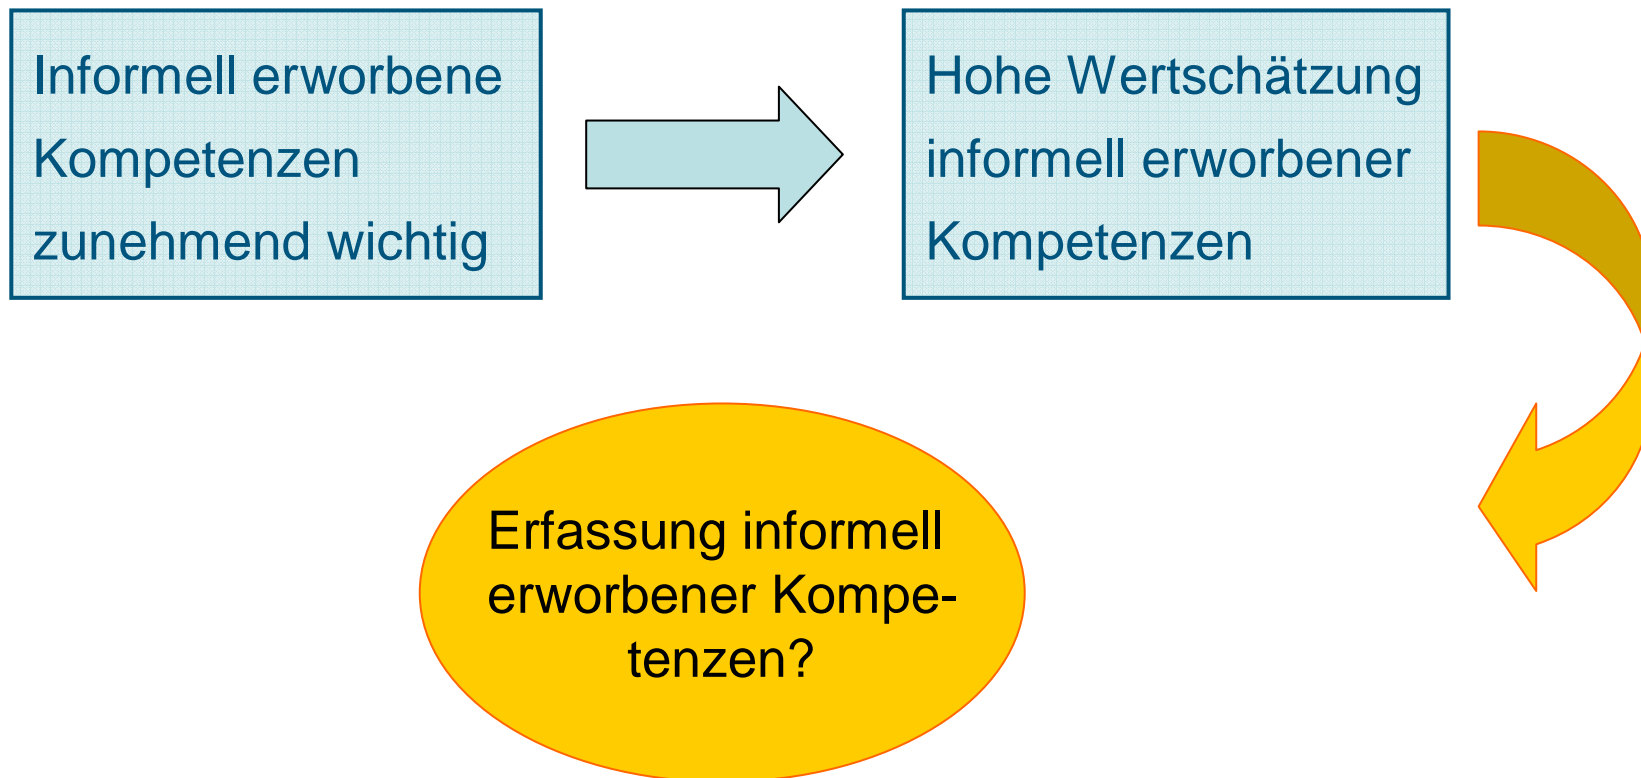 Informell erworbene
Kompetenzen
zunehmend wichtig
Hohe Wertschätzung
informell erworbener
Kompetenzen
Erfassung informell
erworbener Kompe-
tenzen?